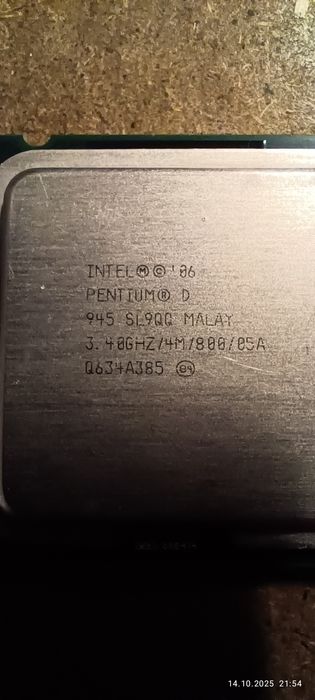 INTEL Ⓜ © '06
PENTIUM® D
945 SL9QQ MALAY
3.40GHZ/4M/800/05A
Q634A385 e4
14.10.2025 21:54